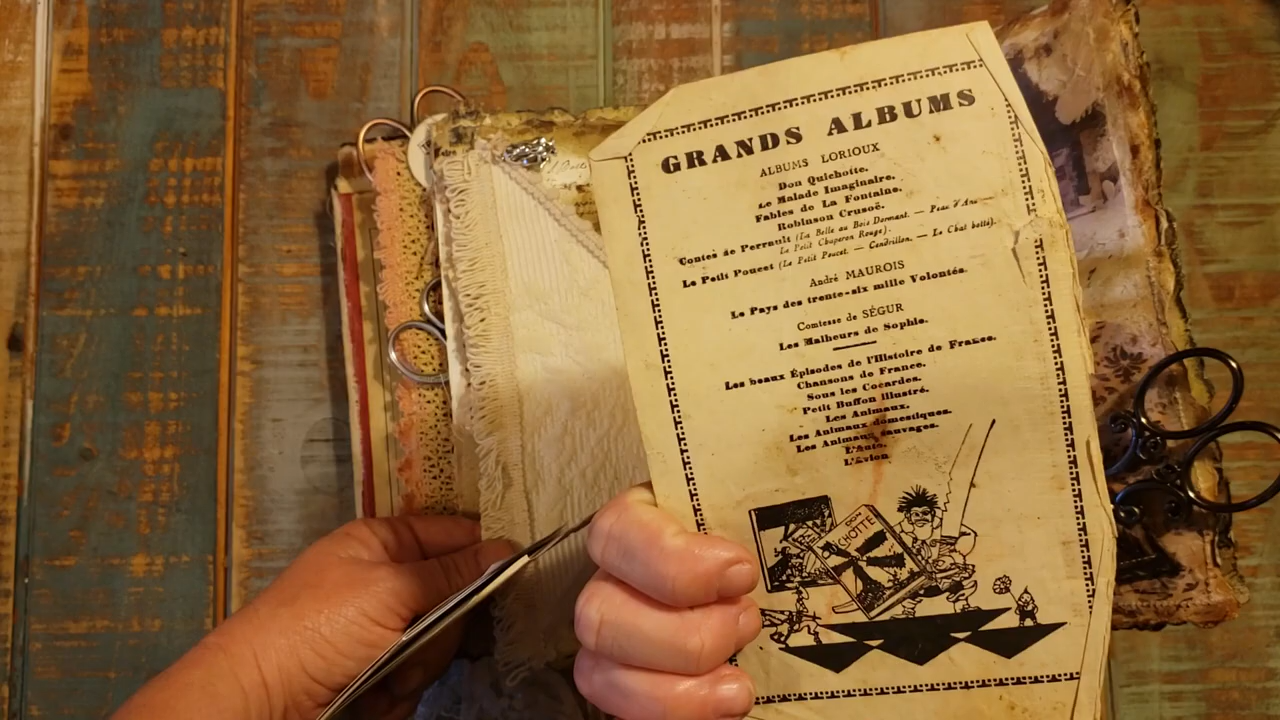 GRANDS ALBUMS
ALBUMS LORIOUX
Don Quichotte.
Le Malade Imaginaire.
Fables de La Fontaine.
Robinson Crusoë.
Contes de Perrault (La Belle au Bois Dormant. — Peau d'Ane
Le Petit Chaperon Rouge).
Le Petit Poucet (Le Petit Poucet. — Cendrillon. — Le Chat botté).
André MAUROIS
Le Pays des trente-six mille Volontés.
Comtesse de SÉGUR
Les Malheurs de Sophie.
Les beaux Épisodes de l'Histoire de France.
Chansons de France.
Sous les Cocardes.
Petit Buffon illustré.
Les Animaux.
Les Animaux domestiques.
Les Animaux sauvages.
L'Auto.
L'Avion
DON
CHOTTE